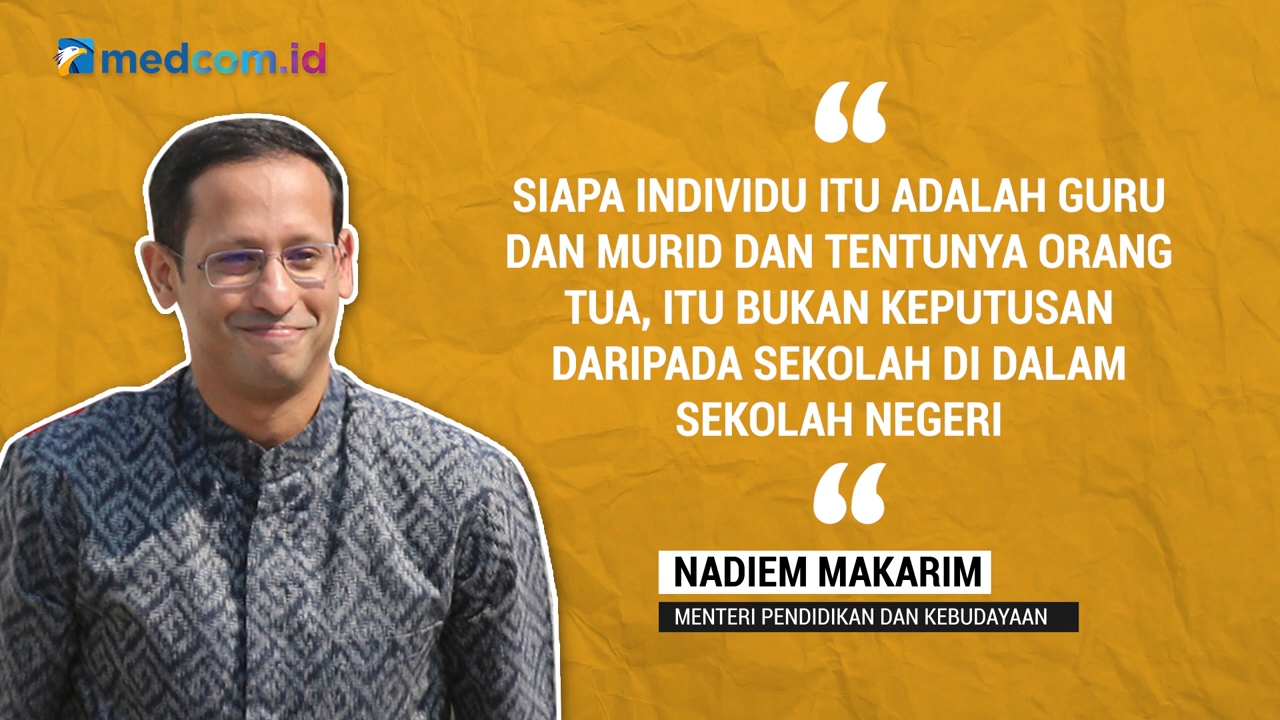 medcom.id
“
SIAPA INDIVIDU ITU ADALAH GURU
DAN MURID DAN TENTUNYA ORANG
TUA, ITU BUKAN KEPUTUSAN
DARIPADA SEKOLAH DI DALAM
SEKOLAH NEGERI
“
NADIEM MAKARIM
MENTERI PENDIDIKAN DAN KEBUDAYAAN